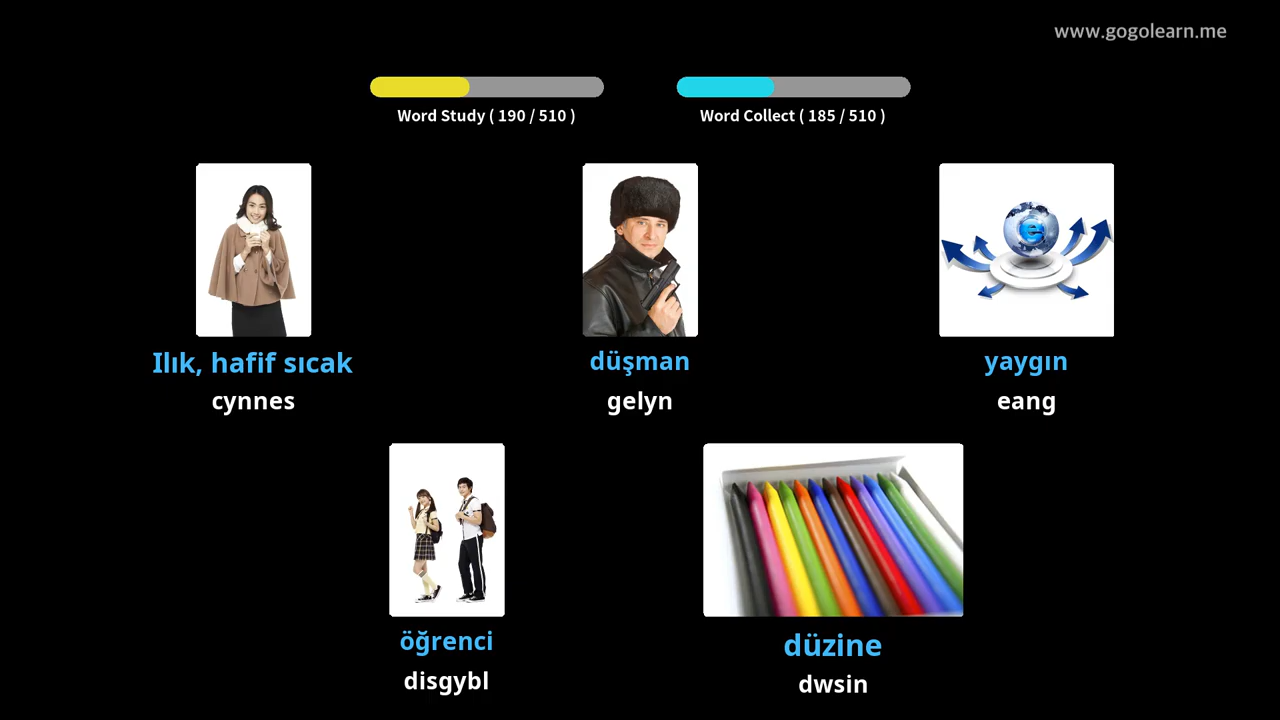 www.gogolearn.me
Word Study ( 190 / 510 )
Word Collect ( 185 / 510 )
Ilık, hafif sıcak
cynnes
düşman
gelyn
yaygın
eang
öğrenci
disgybl
düzine
dwsin